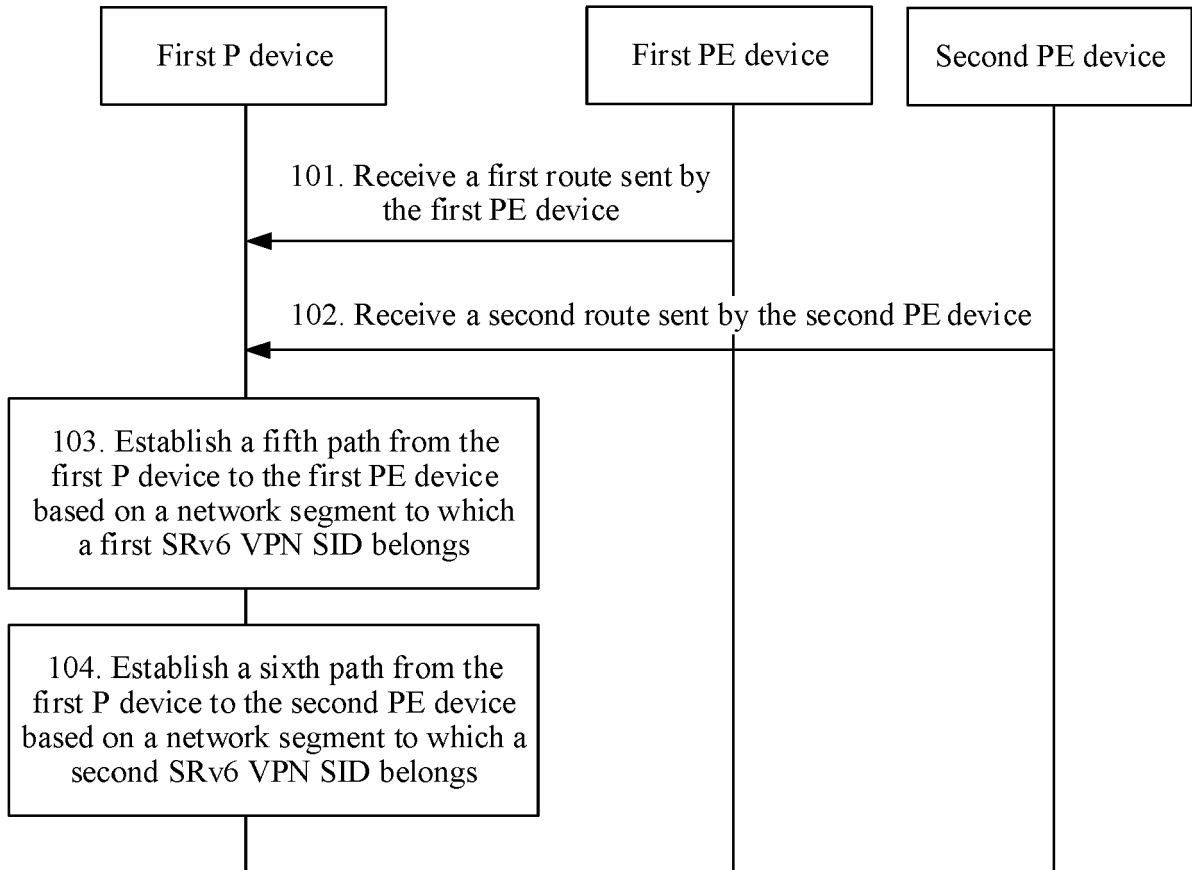 First P device
First PE device
Second PE device
101. Receive a first route sent by
the first PE device
102. Receive a second route sent by the second PE device
103. Establish a fifth path from the
first P device to the first PE device
based on a network segment to which
a first SRv6 VPN SID belongs
104. Establish a sixth path from the
first P device to the second PE device
based on a network segment to which a
second SRv6 VPN SID belongs